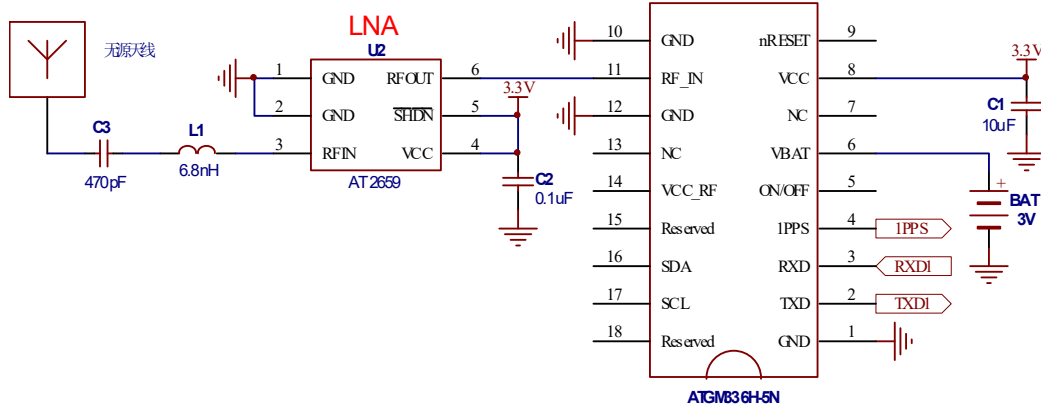 无源天线
C3
470pF
L1
6.8nH
LNA
U2
1 GND RFOUT 6
2 GND SHDN 5
3 RFIN VCC 4
AT2659
3.3V
C2
0.1uF
10 GND nRESET 9
11 RF_IN VCC 8
12 GND NC 7
13 NC VBAT 6
14 VCC_RF ON/OFF 5
15 Reserved 1PPS 4 1PPS
16 SDA RXD 3 RXD1
17 SCL TXD 2 TXD1
18 Reserved GND 1
ATGM336H-5N
3.3V
C1
10uF
+
BAT
3V